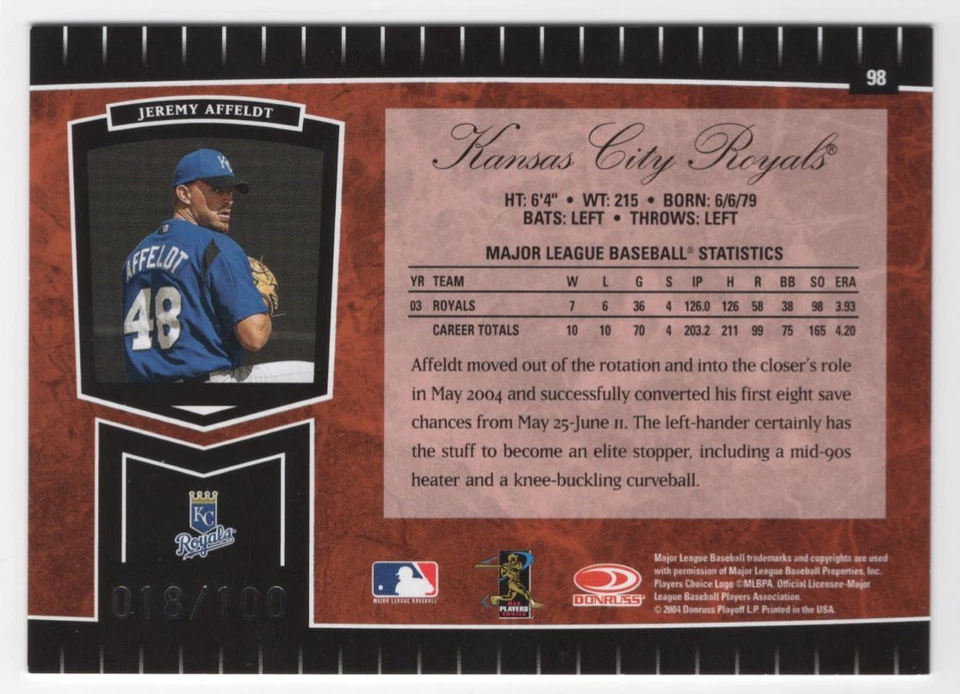 98
JEREMY AFFELDT
AFFELDT
48
KC
Kansas City Royals®
HT: 6'4" • WT: 215 • BORN: 6/6/79
BATS: LEFT • THROWS: LEFT
MAJOR LEAGUE BASEBALL® STATISTICS
YR TEAM W L G S IP H R BB SO ERA
03 ROYALS 7 6 36 4 126.0 126 58 38 98 3.93
CAREER TOTALS 10 10 70 4 203.2 211 99 75 165 4.20
Affeldt moved out of the rotation and into the closer's role
in May 2004 and successfully converted his first eight save
chances from May 25-June 11. The left-hander certainly has
the stuff to become an elite stopper, including a mid-90s
heater and a knee-buckling curveball.
KC
Royals
018/100
MAJOR LEAGUE BASEBALL
MLB
PLAYERS
CHOICE
DONRUSS
Major League Baseball trademarks and copyrights are used
with permission of Major League Baseball Properties, Inc.
Players Choice Logo ©MLBPA. Official Licensee-Major
League Baseball Players Association.
© 2004 Donruss Playoff L.P. Printed in the USA.